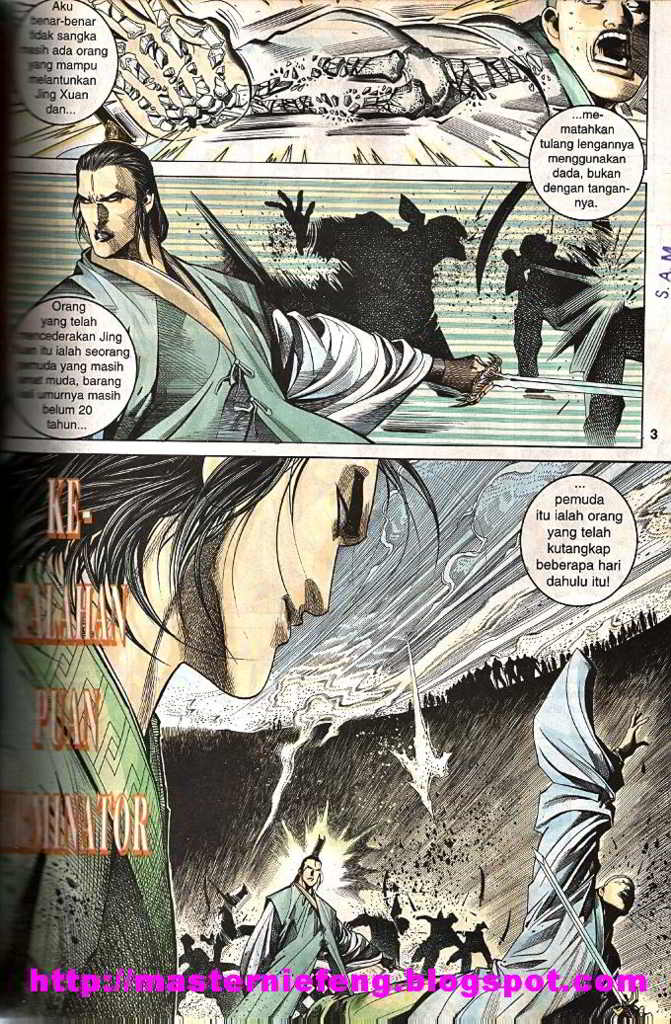 Aku
benar-benar
tidak sangka
masih ada orang
yang mampu
melantunkan
Jing Xuan
dan...
...me-
matahkan
tulang lengannya
menggunakan
dada, bukan
dengan tangan-
nya.
S.A.M
Orang
yang telah
mencederakan Jing
Xuan itu ialah seorang
pemuda yang masih
amat muda, barang
kali umurnya masih
belum 20
tahun...
3
...
pemuda
itu ialah orang
yang telah
kutangkap
beberapa hari
dahulu itu!
KE-
KALAHAN
PUAN
http://masterniefeng.blogspot.com